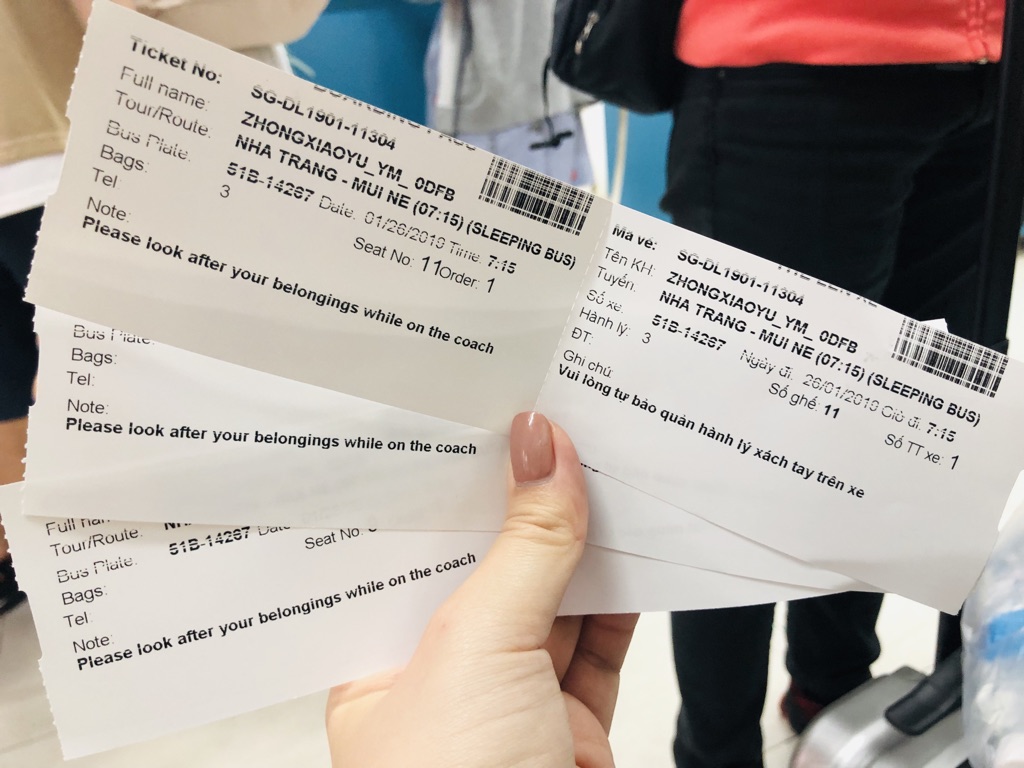 Ticket No: SG-DL1901-11304
Full name: ZHONGXIAOYU_YM_ 0DFB
Tour/Route: NHA TRANG - MUI NE (07:15) (SLEEPING BUS)
Bus Plate: 51B-14267 Date: 01/26/2019 Time: 7:15
Bags: 3 Seat No: 11 Order: 1
Tel:
Note:
Please look after your belongings while on the coach
Mã vé: SG-DL1901-11304
Tên KH: ZHONGXIAOYU_YM_ 0DFB
Tuyến: NHA TRANG - MUI NE (07:15) (SLEEPING BUS)
Số xe: 51B-14267 Ngày đi: 26/01/2019 Giờ đi: 7:15
Hành lý: 3 Số ghế: 11
ĐT: Số TT xe: 1
Ghi chú:
Vui lòng tự bảo quản hành lý xách tay trên xe
Bus Plate:
Bags:
Tel:
Note:
Please look after your belongings while on the coach
Full
Tour/Route:
Bus Plate: 51B-14267 Date
Bags: Seat No:
Tel:
Note:
Please look after your belongings while on the coach